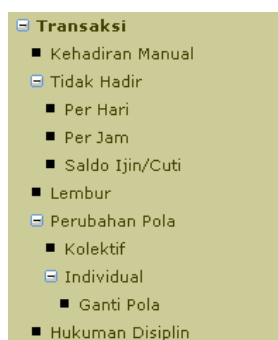 Transaksi
Kehadiran Manual
Tidak Hadir
Per Hari
Per Jam
Saldo Ijin/Cuti
Lembur
Perubahan Pola
Kolektif
Individual
Ganti Pola
Hukuman Disiplin